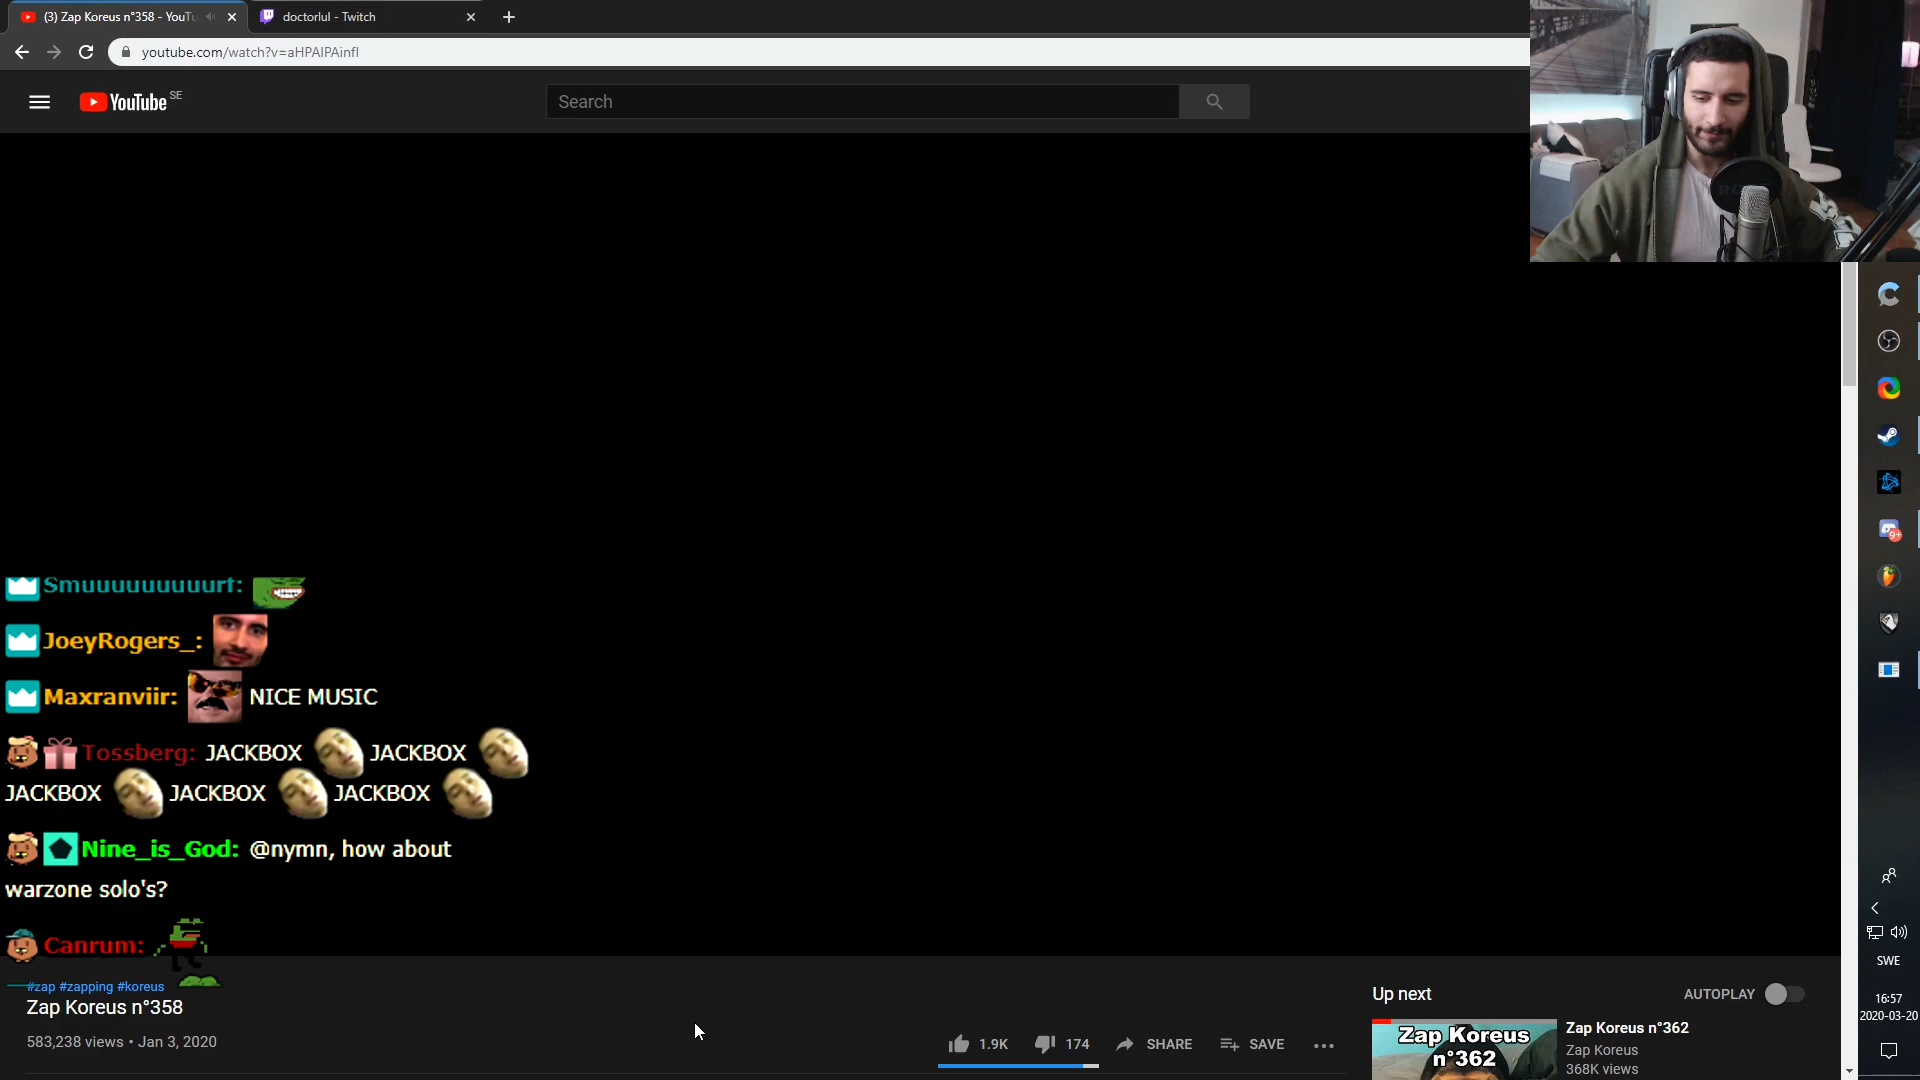 (3) Zap Koreus n°358 - YouTu
doctorlul - Twitch
youtube.com/watch?v=aHPAIPAinfI
YouTube SE
Search
Smuuuuuuuuurf:
JoeyRogers_:
Maxranviir: NICE MUSIC
Tossberg: JACKBOX JACKBOX
JACKBOX JACKBOX JACKBOX
Nine_is_God: @nymn, how about
warzone solo's?
Canrum:
#zap #zapping #koreus
Zap Koreus n°358
583,238 views • Jan 3, 2020
1.9K 174 SHARE SAVE
Up next AUTOPLAY
Zap Koreus
n°362
Zap Koreus n°362
Zap Koreus
368K views
9+
SWE
16:57
2020-03-20